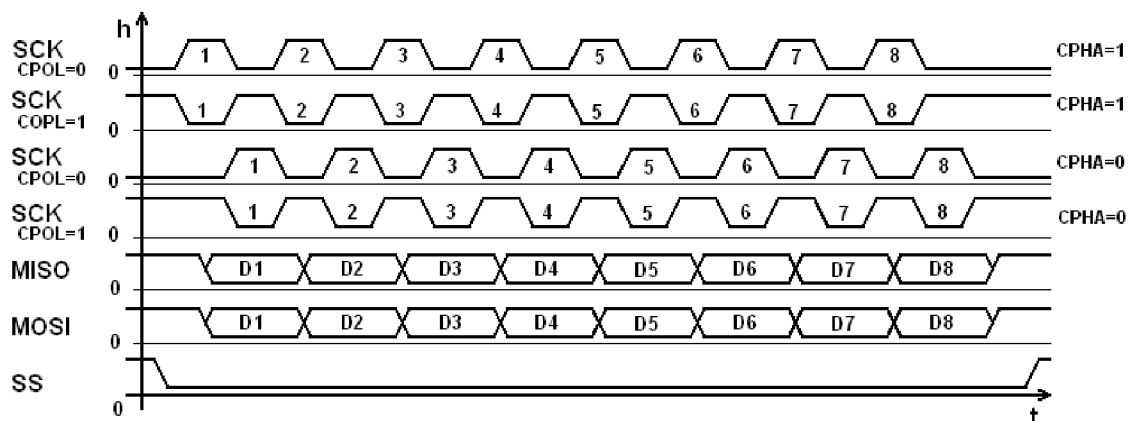 h
SCK 1 2 3 4 5 6 7 8 CPHA=1
CPOL=0 0
SCK 1 2 3 4 5 6 7 8 CPHA=1
COPL=1 0
SCK 1 2 3 4 5 6 7 8 CPHA=0
CPOL=0 0
SCK 1 2 3 4 5 6 7 8 CPHA=0
CPOL=1 0
MISO D1 D2 D3 D4 D5 D6 D7 D8
0
MOSI D1 D2 D3 D4 D5 D6 D7 D8
0
SS
0 t